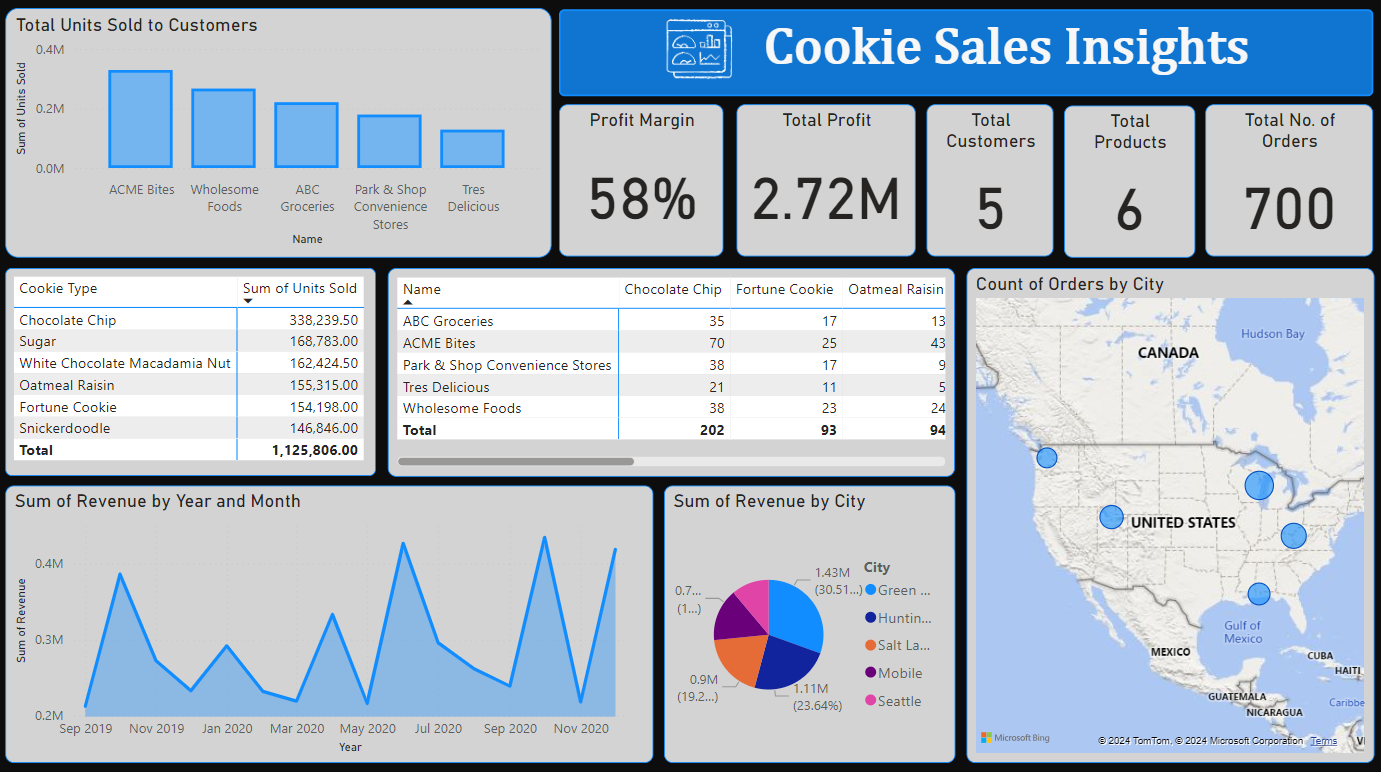 Total Units Sold to Customers
Sum of Units Sold
0.4M
0.2M
0.0M
ACME Bites
Wholesome
Foods
ABC
Groceries
Park & Shop
Convenience
Stores
Tres
Delicious
Name
Cookie Sales Insights
Profit Margin
58%
Total Profit
2.72M
Total
Customers
5
Total
Products
6
Total No. of
Orders
700
Cookie Type Sum of Units Sold
Chocolate Chip 338,239.50
Sugar 168,783.00
White Chocolate Macadamia Nut 162,424.50
Oatmeal Raisin 155,315.00
Fortune Cookie 154,198.00
Snickerdoodle 146,846.00
Total 1,125,806.00
Name Chocolate Chip Fortune Cookie Oatmeal Raisin
ABC Groceries 35 17 13
ACME Bites 70 25 43
Park & Shop Convenience Stores 38 17 9
Tres Delicious 21 11 5
Wholesome Foods 38 23 24
Total 202 93 94
Count of Orders by City
Hudson Bay
CANADA
UNITED STATES
Gulf of
Mexico
MEXICO
CUBA
HAITI
GUATEMALA
Caribbe
NICARAGUA
Microsoft Bing
© 2024 TomTom, © 2024 Microsoft Corporation Terms
Sum of Revenue by Year and Month
Sum of Revenue
0.4M
0.3M
0.2M
Sep 2019 Nov 2019 Jan 2020 Mar 2020 May 2020 Jul 2020 Sep 2020 Nov 2020
Year
Sum of Revenue by City
1.43M
(30.51...)
1.11M
(23.64%)
0.9M
(19.2...)
0.7...
(1...)
City
Green ...
Huntin...
Salt La...
Mobile
Seattle